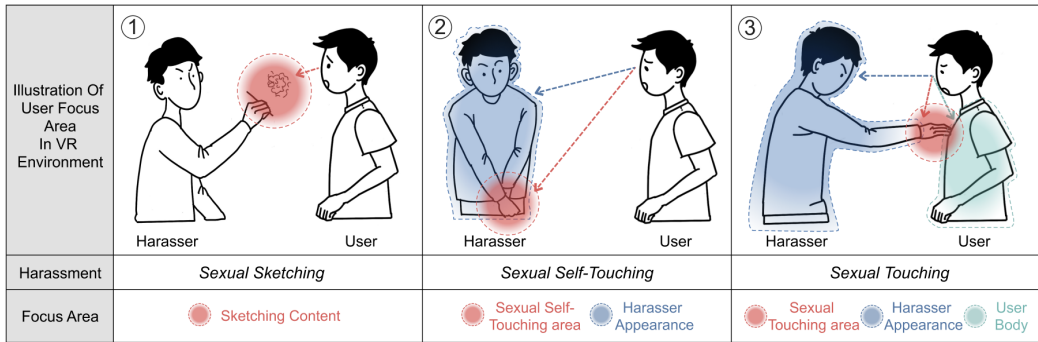 Illustration Of
User Focus
Area
In VR
Environment
①
Harasser
User
②
Harasser
User
③
Harasser
User
Harassment
Sexual Sketching
Sexual Self-Touching
Sexual Touching
Focus Area
Sketching Content
Sexual Self-
Touching area
Harasser
Appearance
Sexual
Touching area
Harasser
Appearance
User
Body